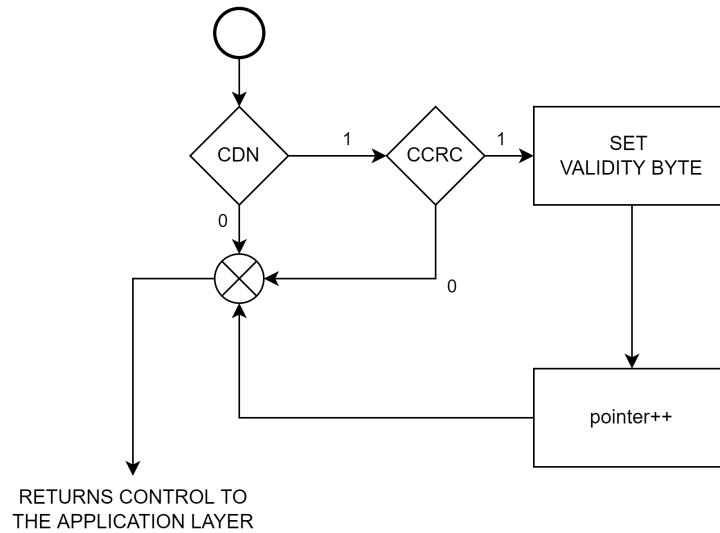 CDN
1
CCRC
1
SET
VALIDITY BYTE
0
0
pointer++
RETURNS CONTROL TO
THE APPLICATION LAYER